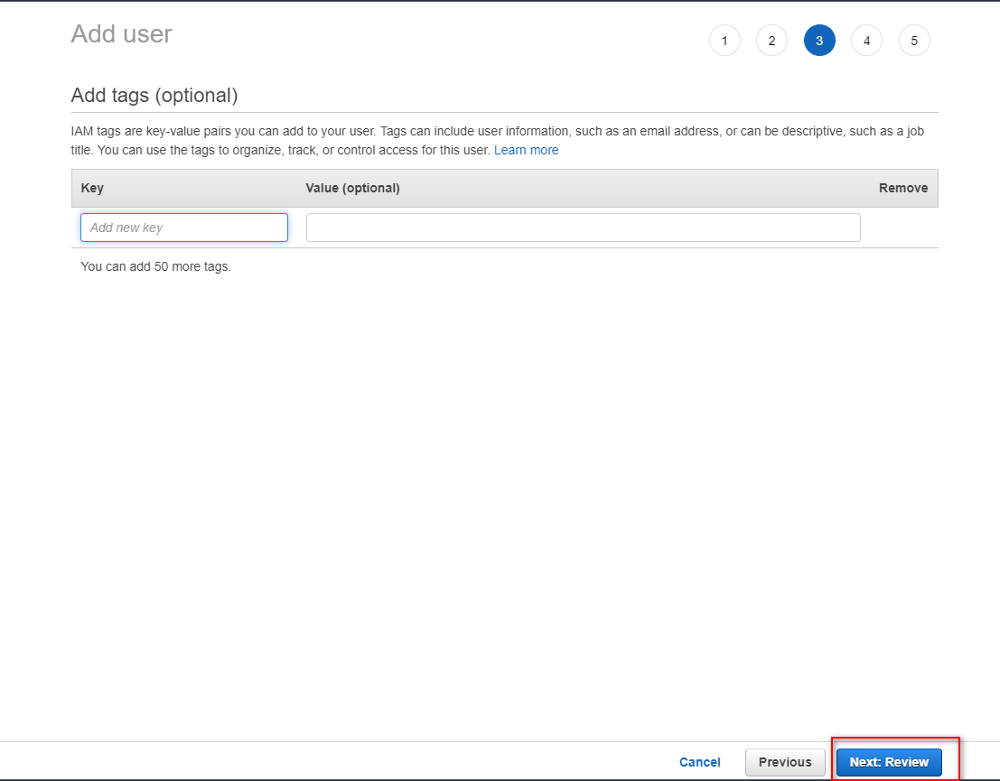 Add user
1 2 3 4 5
Add tags (optional)
IAM tags are key-value pairs you can add to your user. Tags can include user information, such as an email address, or can be descriptive, such as a job
title. You can use the tags to organize, track, or control access for this user. Learn more
Key Value (optional) Remove
Add new key
You can add 50 more tags.
Cancel Previous Next: Review